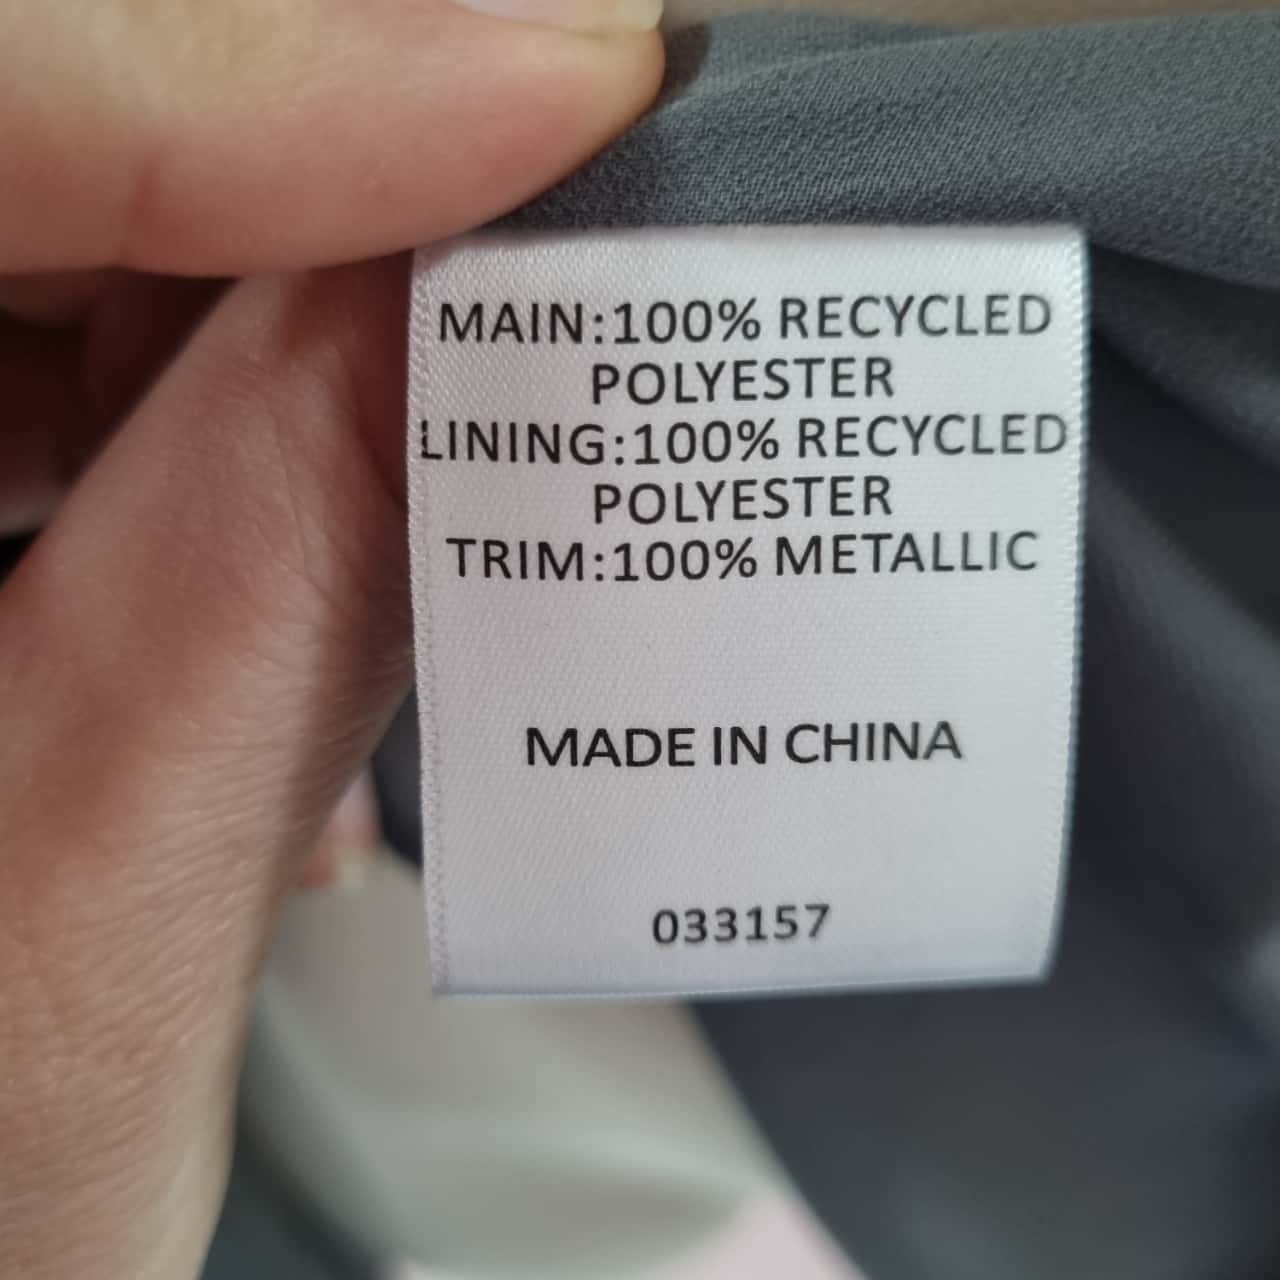 MAIN:100% RECYCLED
POLYESTER
LINING:100% RECYCLED
POLYESTER
TRIM:100% METALLIC
MADE IN CHINA
033157